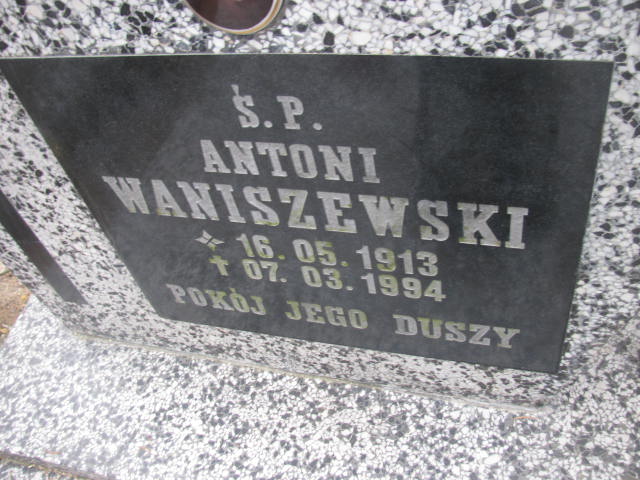 Ś.P.
ANTONI
WANISZEWSKI
16.05.1913
† 07.03.1994
POKÓJ JEGO DUSZY